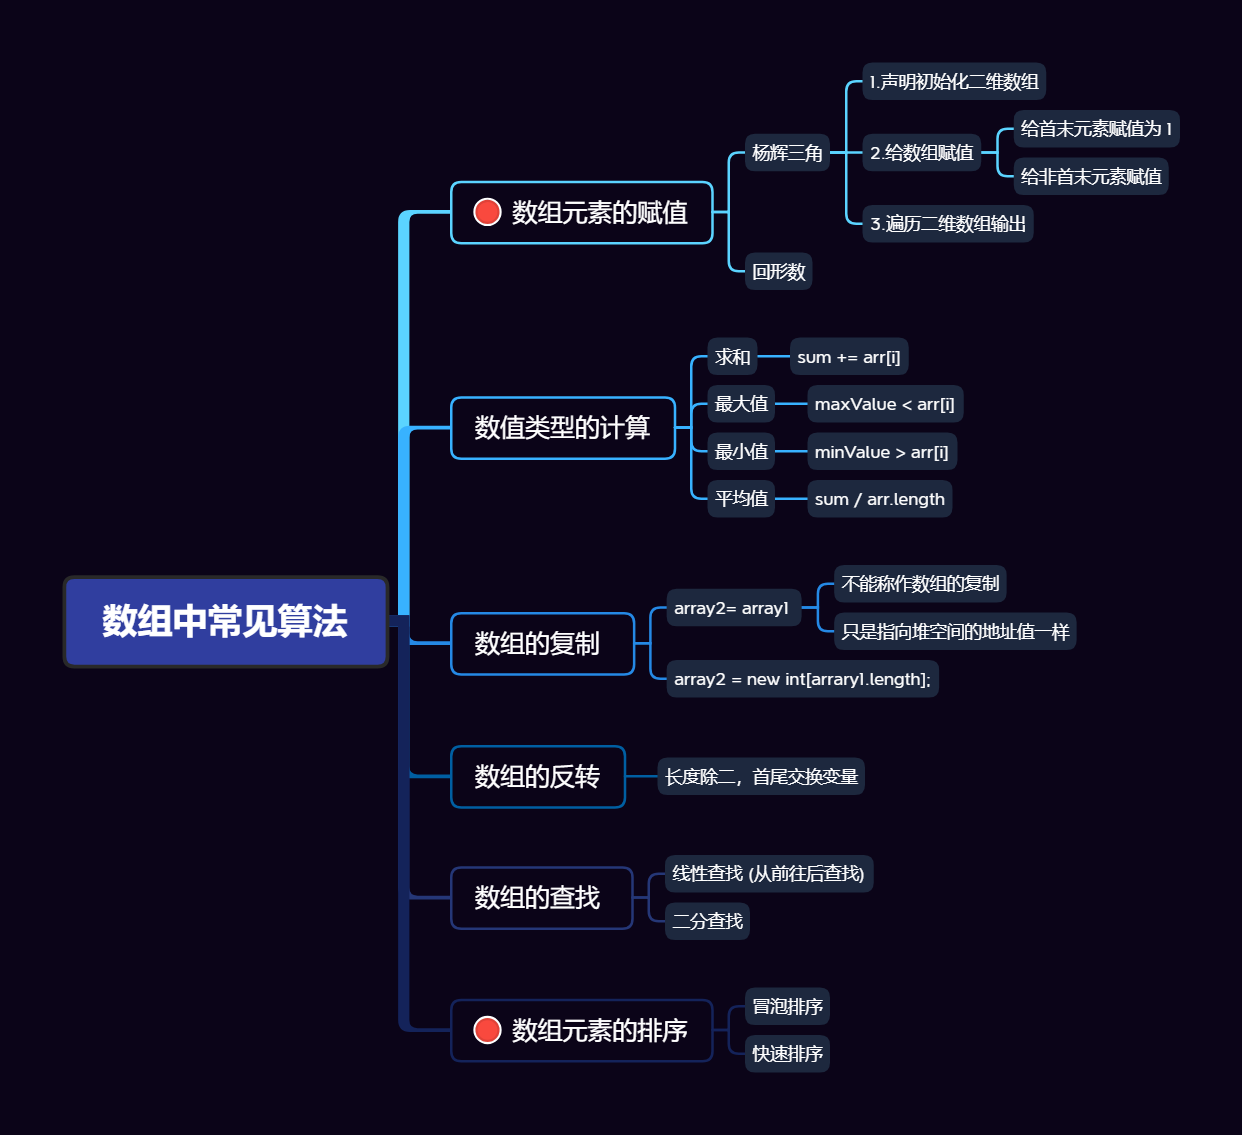 数组中常见算法
数组元素的赋值
杨辉三角
1.声明初始化二维数组
2.给数组赋值
给首末元素赋值为 1
给非首末元素赋值
3.遍历二维数组输出
回形数
数值类型的计算
求和
sum += arr[i]
最大值
maxValue < arr[i]
最小值
minValue > arr[i]
平均值
sum / arr.length
数组的复制
array2= array1
不能称作数组的复制
只是指向堆空间的地址值一样
array2 = new int[arrary1.length];
数组的反转
长度除二，首尾交换变量
数组的查找
线性查找 (从前往后查找)
二分查找
数组元素的排序
冒泡排序
快速排序